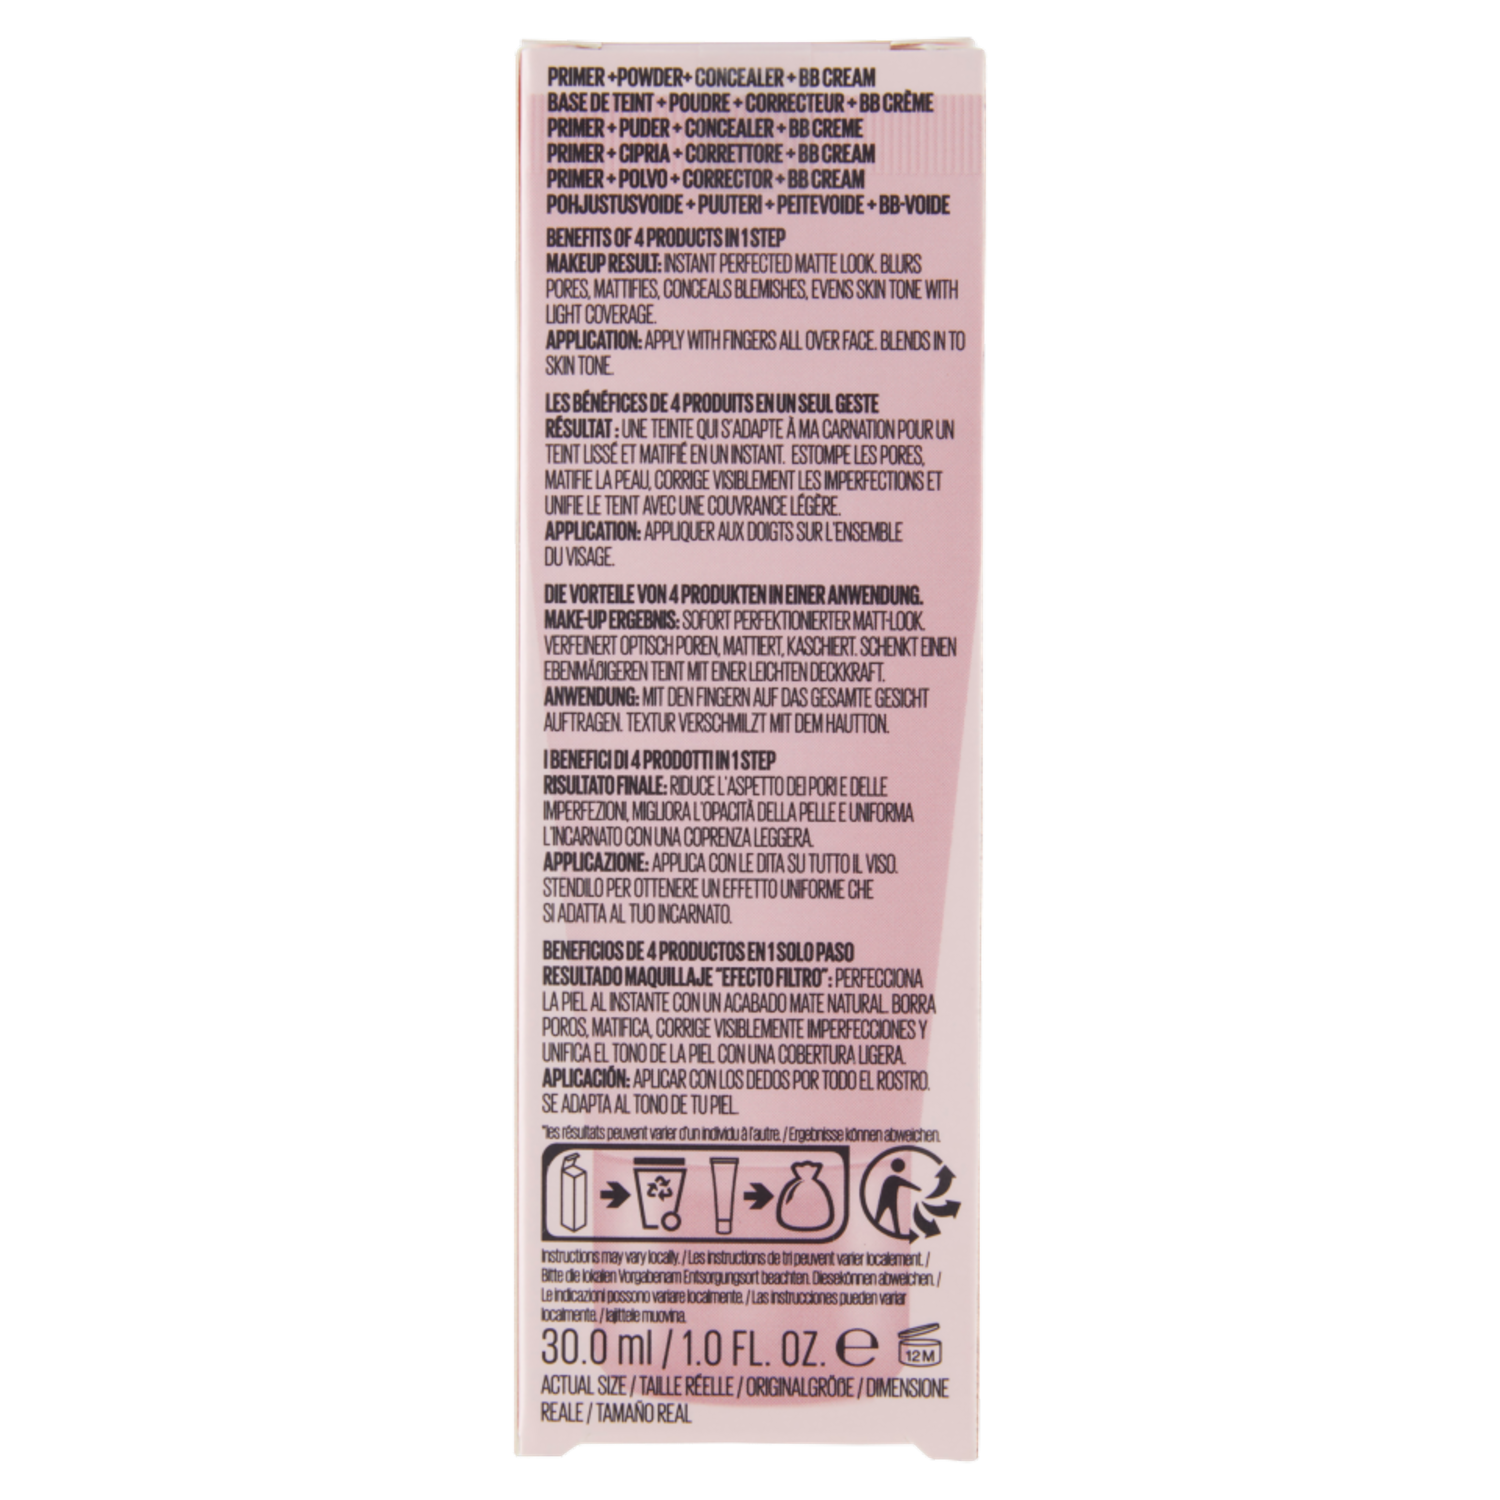 PRIMER +POWDER+ CONCEALER + BB CREAM
BASE DE TEINT + POUDRE + CORRECTEUR + BB CRÊME
PRIMER + PUDER + CONCEALER + BB CREME
PRIMER + CIPRIA + CORRETTORE + BB CREAM
PRIMER + POLVO + CORRECTOR + BB CREAM
POHJUSTUSVOIDE + PUUTERI + PEITEVOIDE + BB-VOIDE
BENEFITS OF 4 PRODUCTS IN 1 STEP
MAKEUP RESULT: INSTANT PERFECTED MATTE LOOK. BLURS
PORES, MATTIFIES, CONCEALS BLEMISHES, EVENS SKIN TONE WITH
LIGHT COVERAGE.
APPLICATION: APPLY WITH FINGERS ALL OVER FACE. BLENDS IN TO
SKIN TONE.
LES BÉNÉFICES DE 4 PRODUITS EN UN SEUL GESTE
RÉSULTAT : UNE TEINTE QUI S'ADAPTE À MA CARNATION POUR UN
TEINT LISSÉ ET MATIFIÉ EN UN INSTANT. ESTOMPE LES PORES,
MATIFIE LA PEAU, CORRIGE VISIBLEMENT LES IMPERFECTIONS ET
UNIFIE LE TEINT AVEC UNE COUVRANCE LÉGÈRE.
APPLICATION: APPLIQUER AUX DOIGTS SUR L'ENSEMBLE
DU VISAGE.
DIE VORTEILE VON 4 PRODUKTEN IN EINER ANWENDUNG.
MAKE-UP ERGEBNIS: SOFORT PERFEKTIONIERTER MATT-LOOK.
VERFEINERT OPTISCH POREN, MATTIERT, KASCHIERT. SCHENKT EINEN
EBENMÄßIGEREN TEINT MIT EINER LEICHTEN DECKKRAFT.
ANWENDUNG: MIT DEN FINGERN AUF DAS GESAMTE GESICHT
AUFTRAGEN. TEXTUR VERSCHMILZT MIT DEM HAUTTON.
I BENEFICI DI 4 PRODOTTI IN 1 STEP
RISULTATO FINALE: RIDUCE L'ASPETTO DEI PORI E DELLE
IMPERFEZIONI, MIGLIORA L'OPACITÀ DELLA PELLE E UNIFORMA
L'INCARNATO CON UNA COPRENZA LEGGERA.
APPLICAZIONE: APPLICA CON LE DITA SU TUTTO IL VISO.
STENDILO PER OTTENERE UN EFFETTO UNIFORME CHE
SI ADATTA AL TUO INCARNATO.
BENEFICIOS DE 4 PRODUCTOS EN 1 SOLO PASO
RESULTADO MAQUILLAJE "EFECTO FILTRO": PERFECCIONA
LA PIEL AL INSTANTE CON UN ACABADO MATE NATURAL. BORRA
POROS, MATIFICA, CORRIGE VISIBLEMENTE IMPERFECCIONES Y
UNIFICA EL TONO DE LA PIEL CON UNA COBERTURA LIGERA.
APLICACIÓN: APLICAR CON LOS DEDOS POR TODO EL ROSTRO.
SE ADAPTA AL TONO DE TU PIEL.
*les résultats peuvent varier d'un individu à l'autre. / Ergebnisse können abweichen.
Instructions may vary locally. / Les instructions de tri peuvent varier localement. /
Bitte die lokalen Vorgabenam Entsorgungsort beachten. Diesekönnen abweichen. /
Le indicazioni possono variare localmente. / Las instrucciones pueden variar
localmente. / lajittele muovina.
30.0 ml / 1.0 FL. OZ. ℮ 12M
ACTUAL SIZE / TAILLE RÉELLE / ORIGINALGRÖßE / DIMENSIONE
REALE / TAMAÑO REAL